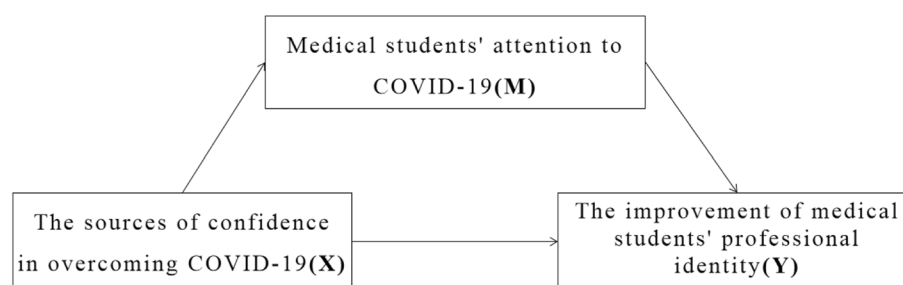 Medical students' attention to
COVID-19(M)
The sources of confidence
in overcoming COVID-19(X)
The improvement of medical
students' professional
identity(Y)